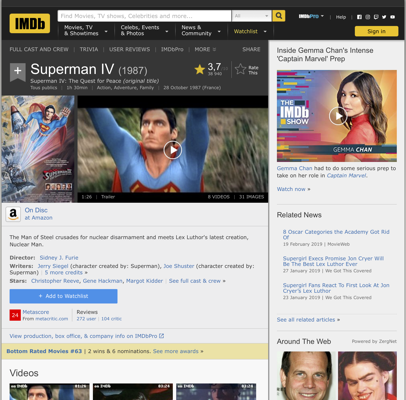 IMDb
Find Movies, TV shows, Celebrities and more...
All
Movies, TV & Showtimes
Celebs, Events & Photos
News & Community
Watchlist
IMDbPro
Help
Sign in
FULL CAST AND CREW | TRIVIA | USER REVIEWS | IMDbPro | MORE
SHARE
Superman IV (1987)
Superman IV: The Quest for Peace (original title)
Tous publics | 1h 30min | Action, Adventure, Family | 28 October 1987 (France)
3,7
Rate This
SUPERMAN IV
1:26 | Trailer
8 VIDEOS | 31 IMAGES
On Disc
at Amazon
The Man of Steel crusades for nuclear disarmament and meets Lex Luthor's latest creation, Nuclear Man.
Director: Sidney J. Furie
Writers: Jerry Siegel (character created by: Superman), Joe Shuster (character created by: Superman) | 5 more credits »
Stars: Christopher Reeve, Gene Hackman, Margot Kidder | See full cast & crew »
+ Add to Watchlist
24
Metascore
From metacritic.com
Reviews
272 user | 104 critic
View production, box office, & company info on IMDbPro
Bottom Rated Movies #63 | 2 wins & 6 nominations. See more awards »
Videos
Inside Gemma Chan's Intense 'Captain Marvel' Prep
THE IMDb SHOW
GEMMA CHAN
Gemma Chan had to do some serious prep to take on her role in Captain Marvel.
Watch now »
Related News
8 Oscar Categories the Academy Got Rid Of
19 February 2019 | MovieWeb
Supergirl Execs Promise Jon Cryer Will Be The Best Lex Luthor Ever
27 January 2019 | We Got This Covered
Supergirl Fans React To First Look At Jon Cryer's Lex Luthor
23 January 2019 | We Got This Covered
See all related articles »
Around The Web
Powered by ZergNet